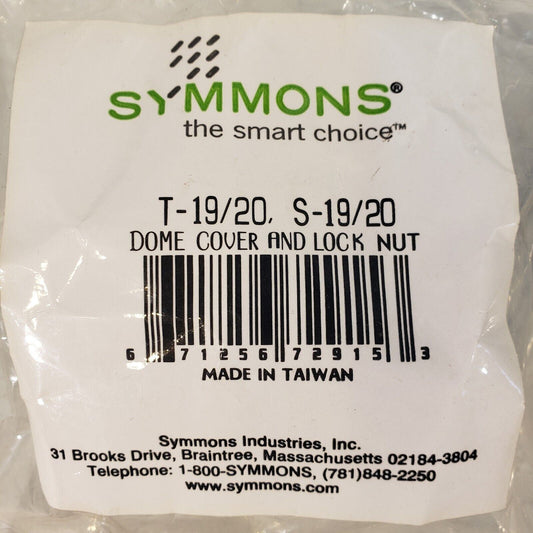 SYMMONS®
the smart choice™
T-19/20, S-19/20
DOME COVER AND LOCK NUT
6 71256 72915 3
MADE IN TAIWAN
Symmons Industries, Inc.
31 Brooks Drive, Braintree, Massachusetts 02184-3804
Telephone: 1-800-SYMMONS, (781)848-2250
www.symmons.com